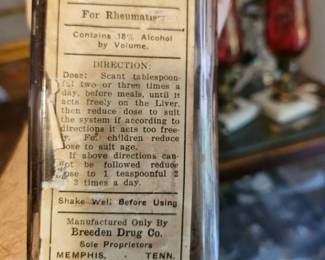 For Rheumatism
Contains 18% Alcohol
by Volume.
DIRECTION:
Dose: Scant tablespoon-
ful two or three times a
day, before meals, until it
acts freely on the Liver,
then reduce dose to suit
the system if according to
directions it acts too free-
ly. For children reduce
dose to suit age.
If above directions can-
not be followed reduce
dose to 1 teaspoonful 2
2 times a day.
Shake Well Before Using
Manufactured Only By
Breeden Drug Co.
Sole Proprietors
MEMPHIS, - TENN.